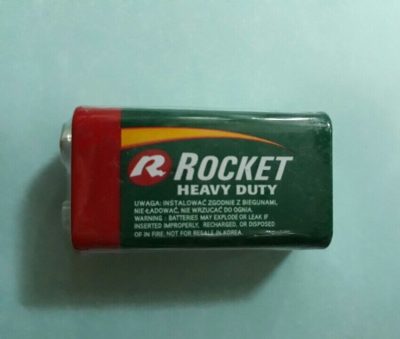 R ROCKET
HEAVY DUTY
UWAGA: INSTALOWAĆ ZGODNIE Z BIEGUNAMI,
NIE ŁADOWAĆ, NIE WRZUCAĆ DO OGNIA.
WARNING : BATTERIES MAY EXPLODE OR LEAK IF
INSERTED IMPROPERLY, RECHARGED, OR DISPOSED
OF IN FIRE. NOT FOR RESALE IN KOREA.